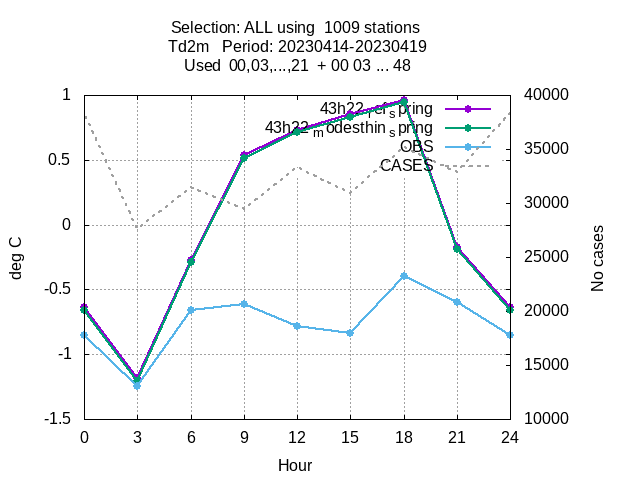 Selection: ALL using 1009 stations
Td2m Period: 20230414-20230419
Used 00,03,...,21 + 00 03 ... 48
1
0.5
0
-0.5
-1
-1.5
deg C
40000
35000
30000
25000
20000
15000
10000
No cases
43h22_ref_spring
43h22_modesthin_spring
OBS
CASES
0 3 6 9 12 15 18 21 24
Hour